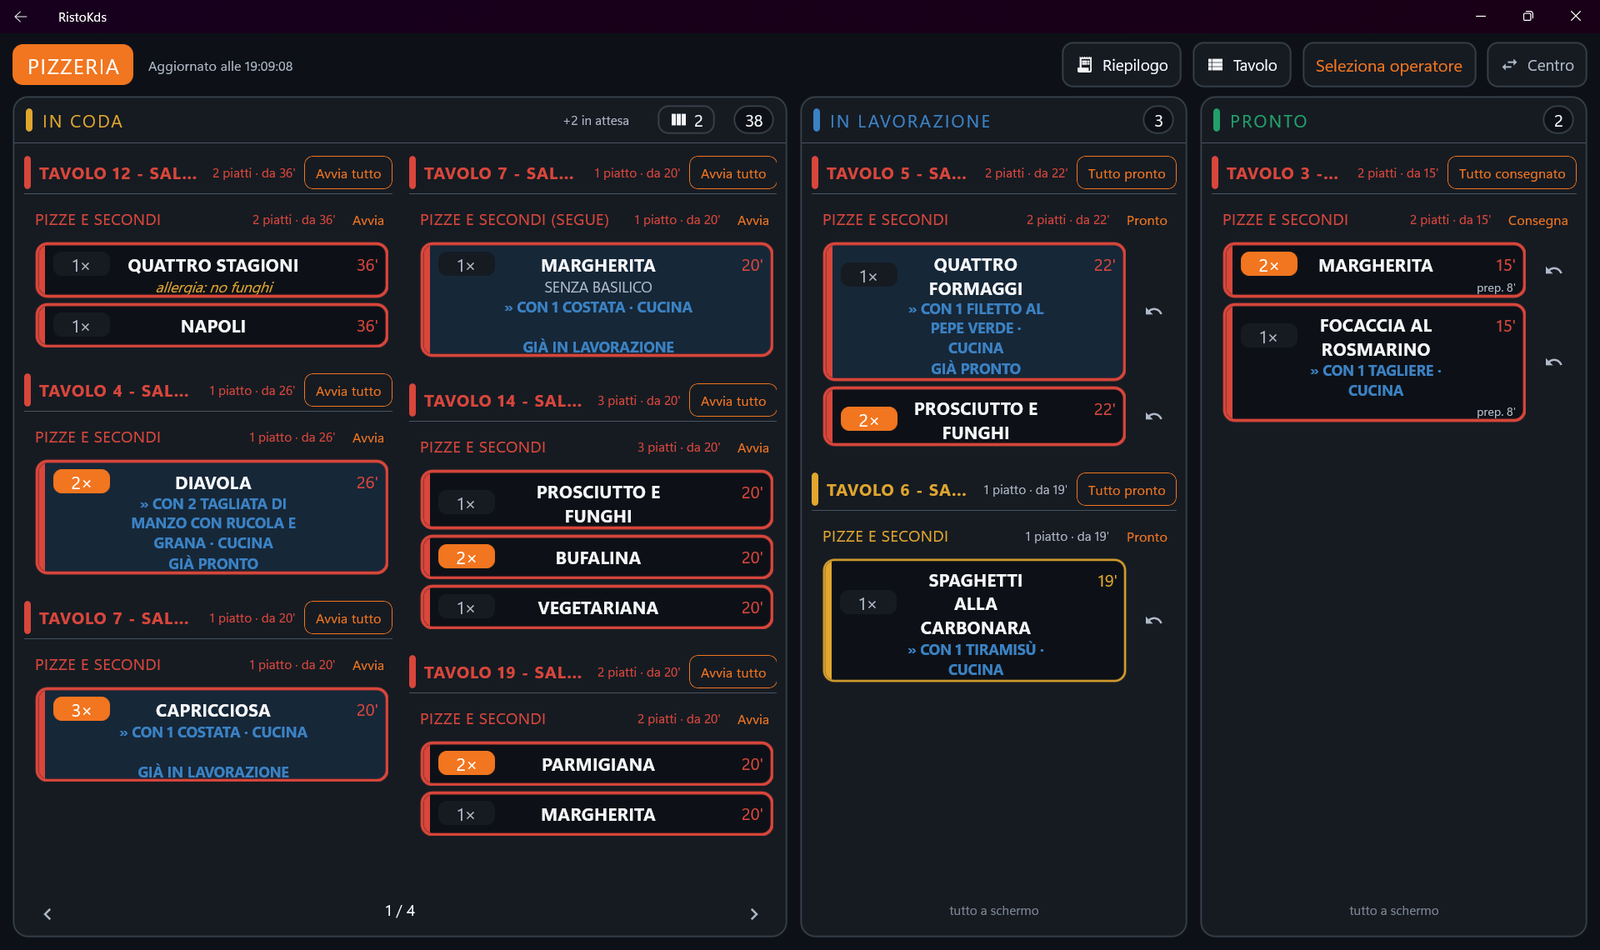 RistoKds
PIZZERIA
Aggiornato alle 19:09:08
Riepilogo
Tavolo
Seleziona operatore
Centro
IN CODA
+2 in attesa
2
38
TAVOLO 12 - SAL...
2 piatti · da 36'
Avvia tutto
PIZZE E SECONDI
2 piatti · da 36'
Avvia
1×
QUATTRO STAGIONI
36'
allergia: no funghi
1×
NAPOLI
36'
TAVOLO 4 - SAL...
1 piatto · da 26'
Avvia tutto
PIZZE E SECONDI
1 piatto · da 26'
Avvia
2×
DIAVOLA
26'
» CON 2 TAGLIATA DI
MANZO CON RUCOLA E
GRANA · CUCINA
GIÀ PRONTO
TAVOLO 7 - SAL...
1 piatto · da 20'
Avvia tutto
PIZZE E SECONDI
1 piatto · da 20'
Avvia
3×
CAPRICCIOSA
20'
» CON 1 COSTATA · CUCINA
GIÀ IN LAVORAZIONE
TAVOLO 7 - SAL...
1 piatto · da 20'
Avvia tutto
PIZZE E SECONDI (SEGUE)
1 piatto · da 20'
Avvia
1×
MARGHERITA
20'
SENZA BASILICO
» CON 1 COSTATA · CUCINA
GIÀ IN LAVORAZIONE
TAVOLO 14 - SAL...
3 piatti · da 20'
Avvia tutto
PIZZE E SECONDI
3 piatti · da 20'
Avvia
1×
PROSCIUTTO E
FUNGHI
20'
2×
BUFALINA
20'
1×
VEGETARIANA
20'
TAVOLO 19 - SAL...
2 piatti · da 20'
Avvia tutto
PIZZE E SECONDI
2 piatti · da 20'
Avvia
2×
PARMIGIANA
20'
1×
MARGHERITA
20'
1 / 4
IN LAVORAZIONE
3
TAVOLO 5 - SA...
2 piatti · da 22'
Tutto pronto
PIZZE E SECONDI
2 piatti · da 22'
Pronto
1×
QUATTRO
FORMAGGI
22'
» CON 1 FILETTO AL
PEPE VERDE ·
CUCINA
GIÀ PRONTO
2×
PROSCIUTTO E
FUNGHI
22'
TAVOLO 6 - SA...
1 piatto · da 19'
Tutto pronto
PIZZE E SECONDI
1 piatto · da 19'
Pronto
1×
SPAGHETTI
ALLA
CARBONARA
19'
» CON 1 TIRAMISÙ ·
CUCINA
tutto a schermo
PRONTO
2
TAVOLO 3 -...
2 piatti · da 15'
Tutto consegnato
PIZZE E SECONDI
2 piatti · da 15'
Consegna
2×
MARGHERITA
15'
prep. 8'
1×
FOCACCIA AL
ROSMARINO
15'
» CON 1 TAGLIERE ·
CUCINA
prep. 8'
tutto a schermo